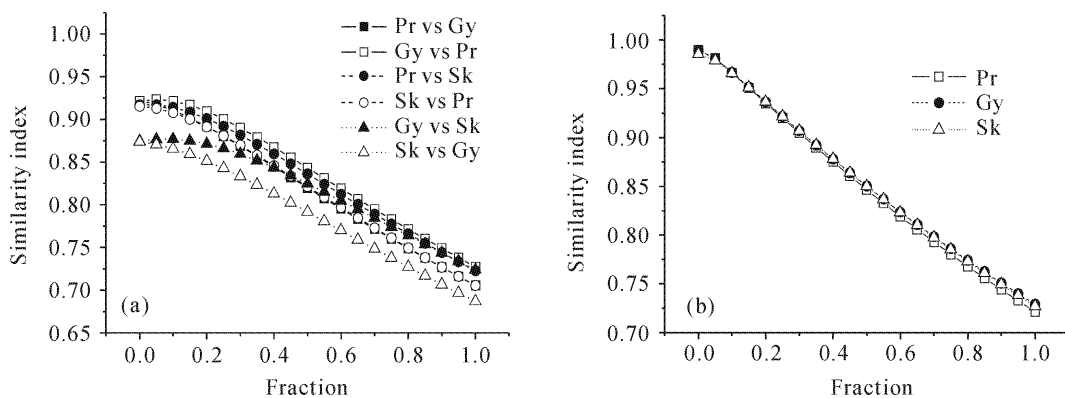 Pr vs Gy
Gy vs Pr
Pr vs Sk
Sk vs Pr
Gy vs Sk
Sk vs Gy
1.00
0.95
0.90
0.85
0.80
0.75
0.70
0.65
Similarity index
(a)
0.0 0.2 0.4 0.6 0.8 1.0
Fraction
1.00
0.95
0.90
0.85
0.80
0.75
0.70
Similarity index
Pr
Gy
Sk
(b)
0.0 0.2 0.4 0.6 0.8 1.0
Fraction